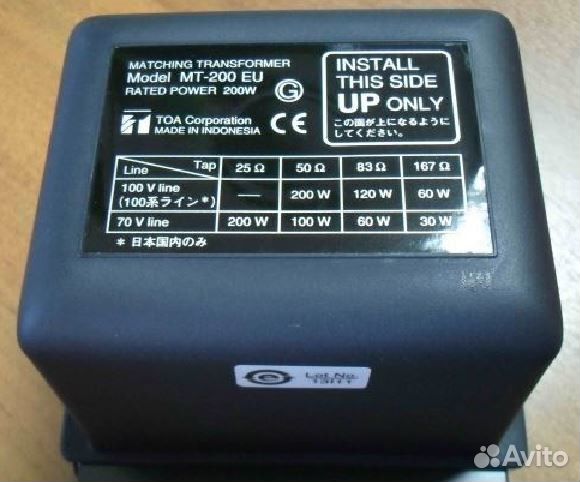 MATCHING TRANSFORMER
Model MT-200 EU
RATED POWER 200W
G
TOA Corporation
MADE IN INDONESIA
CE
INSTALL
THIS SIDE
UP ONLY
この面が上になるように
してください。
Line Tap 25 Ω 50 Ω 83 Ω 167 Ω
100 V line
(100系ライン*) — 200 W 120 W 60 W
70 V line 200 W 100 W 60 W 30 W
* 日本国内のみ
Lot No.
Avito